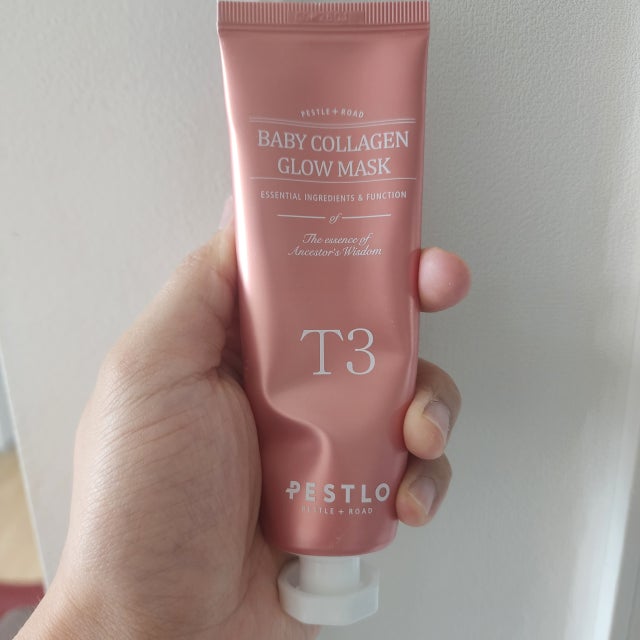 PESTLE + ROAD
BABY COLLAGEN
GLOW MASK
ESSENTIAL INGREDIENTS & FUNCTION
of
The essence of
Ancestor's Wisdom
T3
PESTLO
PESTLE + ROAD